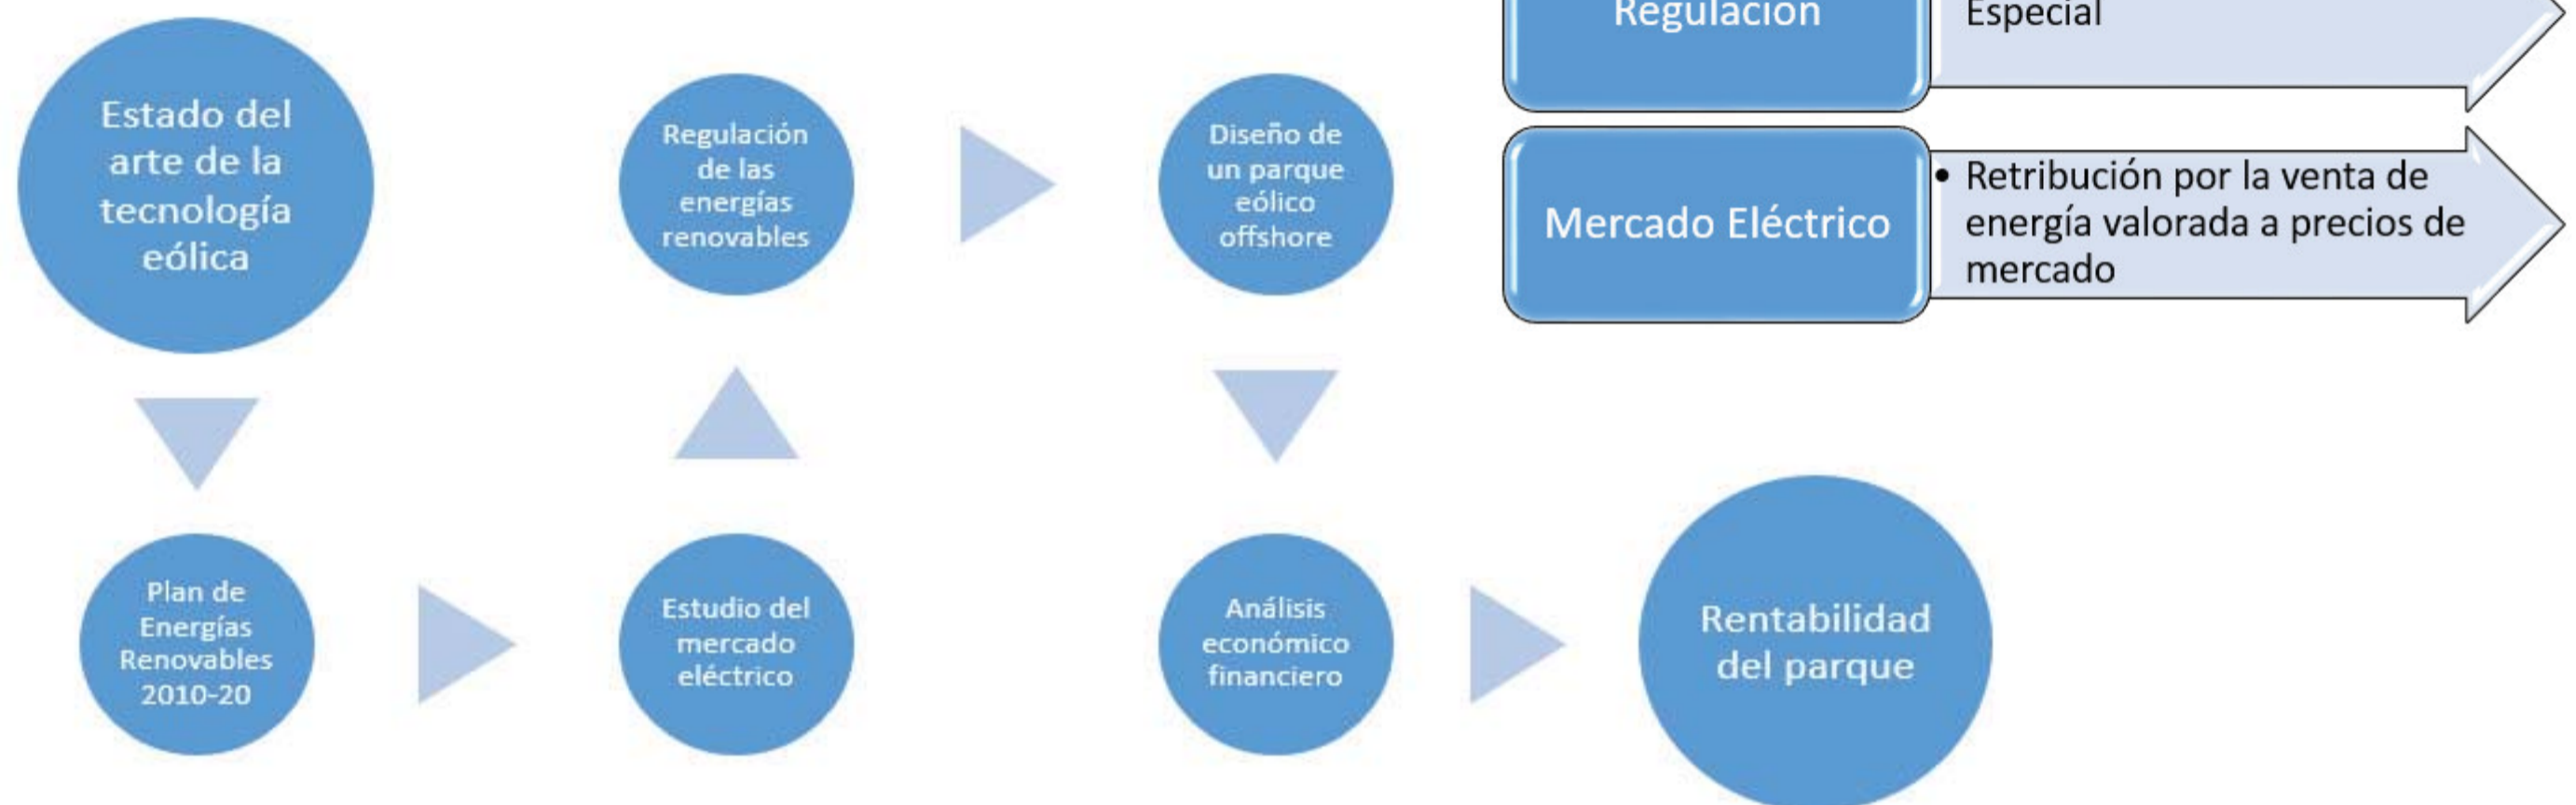 Estado del
arte de la
tecnología
eólica
Plan de
Energías
Renovables
2010-20
Estudio del
mercado
eléctrico
Regulación
de las
energías
renovables
Diseño de
un parque
eólico
offshore
Análisis
económico
financiero
Rentabilidad
del parque
Regulación
Especial
Mercado Eléctrico
• Retribución por la venta de
energía valorada a precios de
mercado